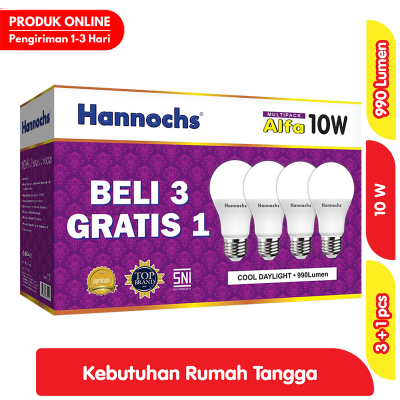 PRODUK ONLINE
Pengiriman 1-3 Hari
Hannochs®
MULTIPACK
Alfa 10W
BELI 3
GRATIS 1
Hannochs Hannochs Hannochs Hannochs
TOP
BRAND
SNI
COOL DAYLIGHT • 990Lumen
990 Lumen
10 W
3+1pcs
Kebutuhan Rumah Tangga